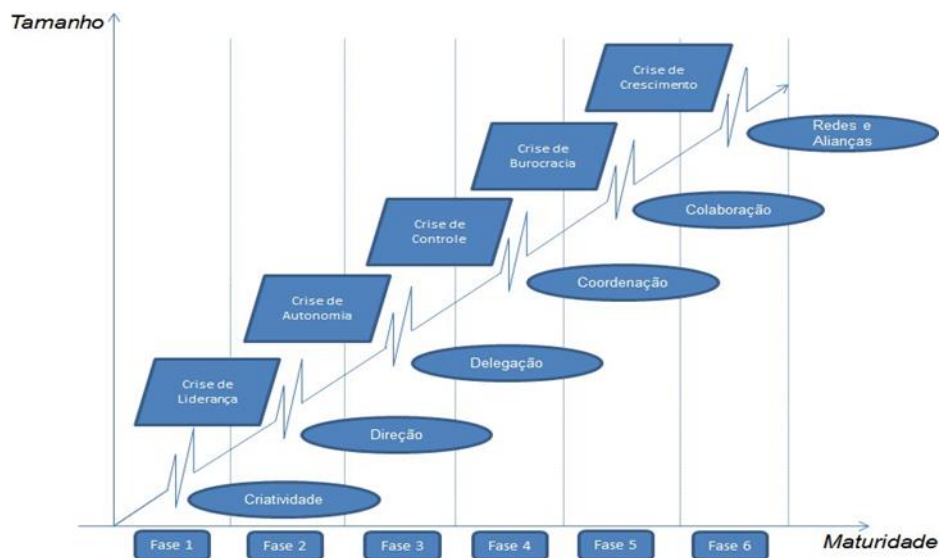 Tamanho
Crise de
Crescimento
Redes e
Alianças
Crise de
Burocracia
Colaboração
Crise de
Controle
Coordenação
Crise de
Autonomia
Delegação
Crise de
Liderança
Direção
Criatividade
Fase 1
Fase 2
Fase 3
Fase 4
Fase 5
Fase 6
Maturidade